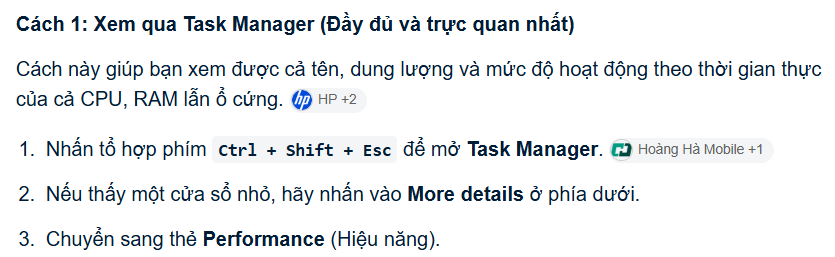 Cách 1: Xem qua Task Manager (Đầy đủ và trực quan nhất)
Cách này giúp bạn xem được cả tên, dung lượng và mức độ hoạt động theo thời gian thực
của cả CPU, RAM lẫn ổ cứng. hp HP +2
1. Nhấn tổ hợp phím Ctrl + Shift + Esc để mở Task Manager. Hoàng Hà Mobile +1
2. Nếu thấy một cửa sổ nhỏ, hãy nhấn vào More details ở phía dưới.
3. Chuyển sang thẻ Performance (Hiệu năng).